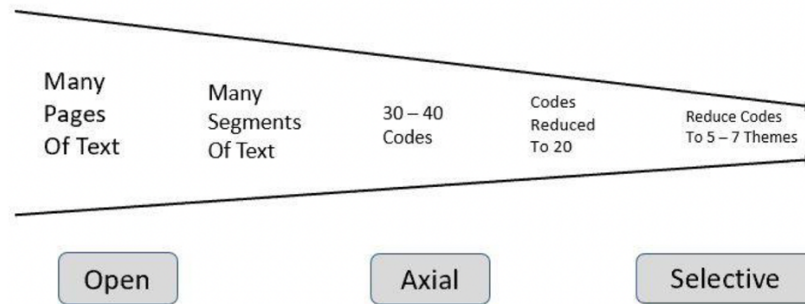 Many
Pages
Of Text
Many
Segments
Of Text
30 – 40
Codes
Codes
Reduced
To 20
Reduce Codes
To 5 – 7 Themes
Open
Axial
Selective